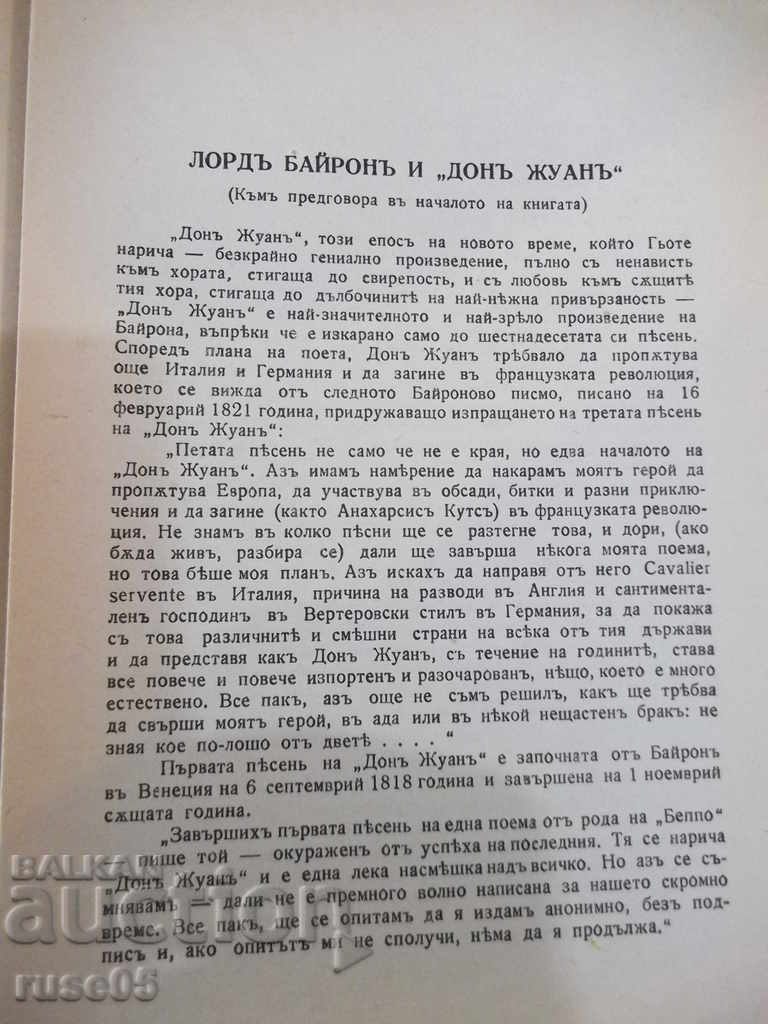 ЛОРДЪ БАЙРОНЪ И „ДОНЪ ЖУАНЪ“
(Къмъ предговора въ началото на книгата)
„Донъ Жуанъ“, този епосъ на новото време, който Гьоте
нарича — безкрайно гениално произведение, пълно съ ненависть
къмъ хората, стигаща до свирепость, и съ любовь къмъ сѫщитѣ
тия хора, стигаща до дълбочинитѣ на най-нѣжна привързаность —
„Донъ Жуанъ“ е най-значителното и най-зрѣло произведение на
Байрона, въпрѣки че е изкарано само до шестнадесетата си пѣсень.
Споредъ плана на поета, Донъ Жуанъ трѣбвало да пропѫтува
още Италия и Германия и да загине въ французката революция,
което се вижда отъ следното Байроново писмо, писано на 16
февруарий 1821 година, придружаващо изпращането на третата пѣсень
на „Донъ Жуанъ“:
„Петата пѣсень не само че не е края, но едва началото на
„Донъ Жуанъ“. Азъ имамъ намѣрение да накарамъ моятъ герой да
пропѫтува Европа, да участвува въ обсади, битки и разни приклю-
чения и да загине (както Анахарсисъ Кутсъ) въ французката револю-
ция. Не знамъ въ колко пѣсни ще се разтегне това, и дори, (ако
бѫда живъ, разбира се) дали ще завърша нѣкога моята поема,
но това бѣше моя планъ. Азъ искахъ да направя отъ него Cavalier
servente въ Италия, причина на разводи въ Англия и сантимента-
ленъ господинъ въ Вертеровски стилъ въ Германия, за да покажа
съ това различнитѣ и смѣшни страни на всѣка отъ тия държави
и да представя какъ Донъ Жуанъ, съ течение на годинитѣ, става
все повече и повече изпортенъ и разочарованъ, нѣщо, което е много
естествено. Все пакъ, азъ още не съмъ решилъ, какъ ще трѣбва
да свърши моятъ герой, въ ада или въ нѣкой нещастенъ бракъ: не
зная кое по-лошо отъ дветѣ . . . . “
Първата пѣсень на „Донъ Жуанъ“ е започната отъ Байронъ
въ Венеция на 6 септемврий 1818 година и завършена на 1 ноемврий
сѫщата година.
„Завършихъ първата пѣсень на една поема отъ рода на „Беппо“
— пише той — окураженъ отъ успѣха на последния. Тя се нарича
„Донъ Жуанъ“ и е една лека насмѣшка надъ всичко. Но азъ се съ-
мнявамъ — дали не е премного волно написана за нашето скромно
времс. Все пакъ, ще се опитамъ да я издамъ анонимно, безъ под-
пись и, ако опитътъ ми не сполучи, нѣма да я продължа.“
BALKAN
auction
ruse05